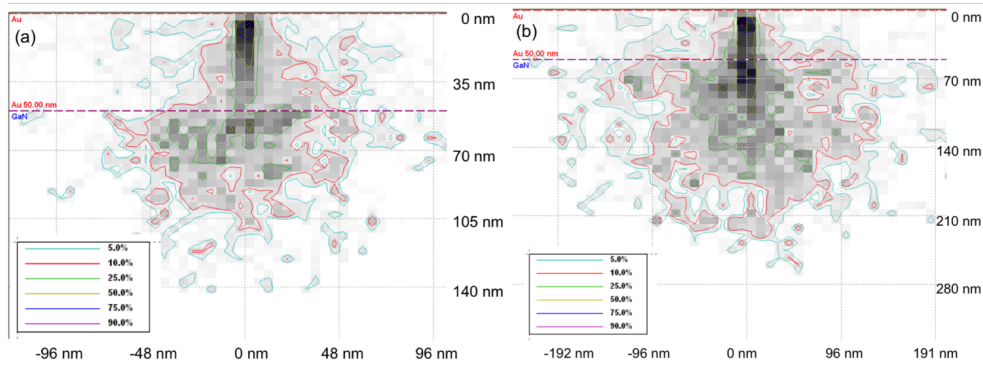 (a)
Au
Au 50.00 nm
GaN
0 nm
35 nm
70 nm
105 nm
140 nm
5.0%
10.0%
25.0%
50.0%
75.0%
90.0%
-96 nm
-48 nm
0 nm
48 nm
96 nm
(b)
Au
Au 50.00 nm
GaN
0 nm
70 nm
140 nm
210 nm
280 nm
5.0%
10.0%
25.0%
50.0%
75.0%
90.0%
-192 nm
-96 nm
0 nm
96 nm
191 nm